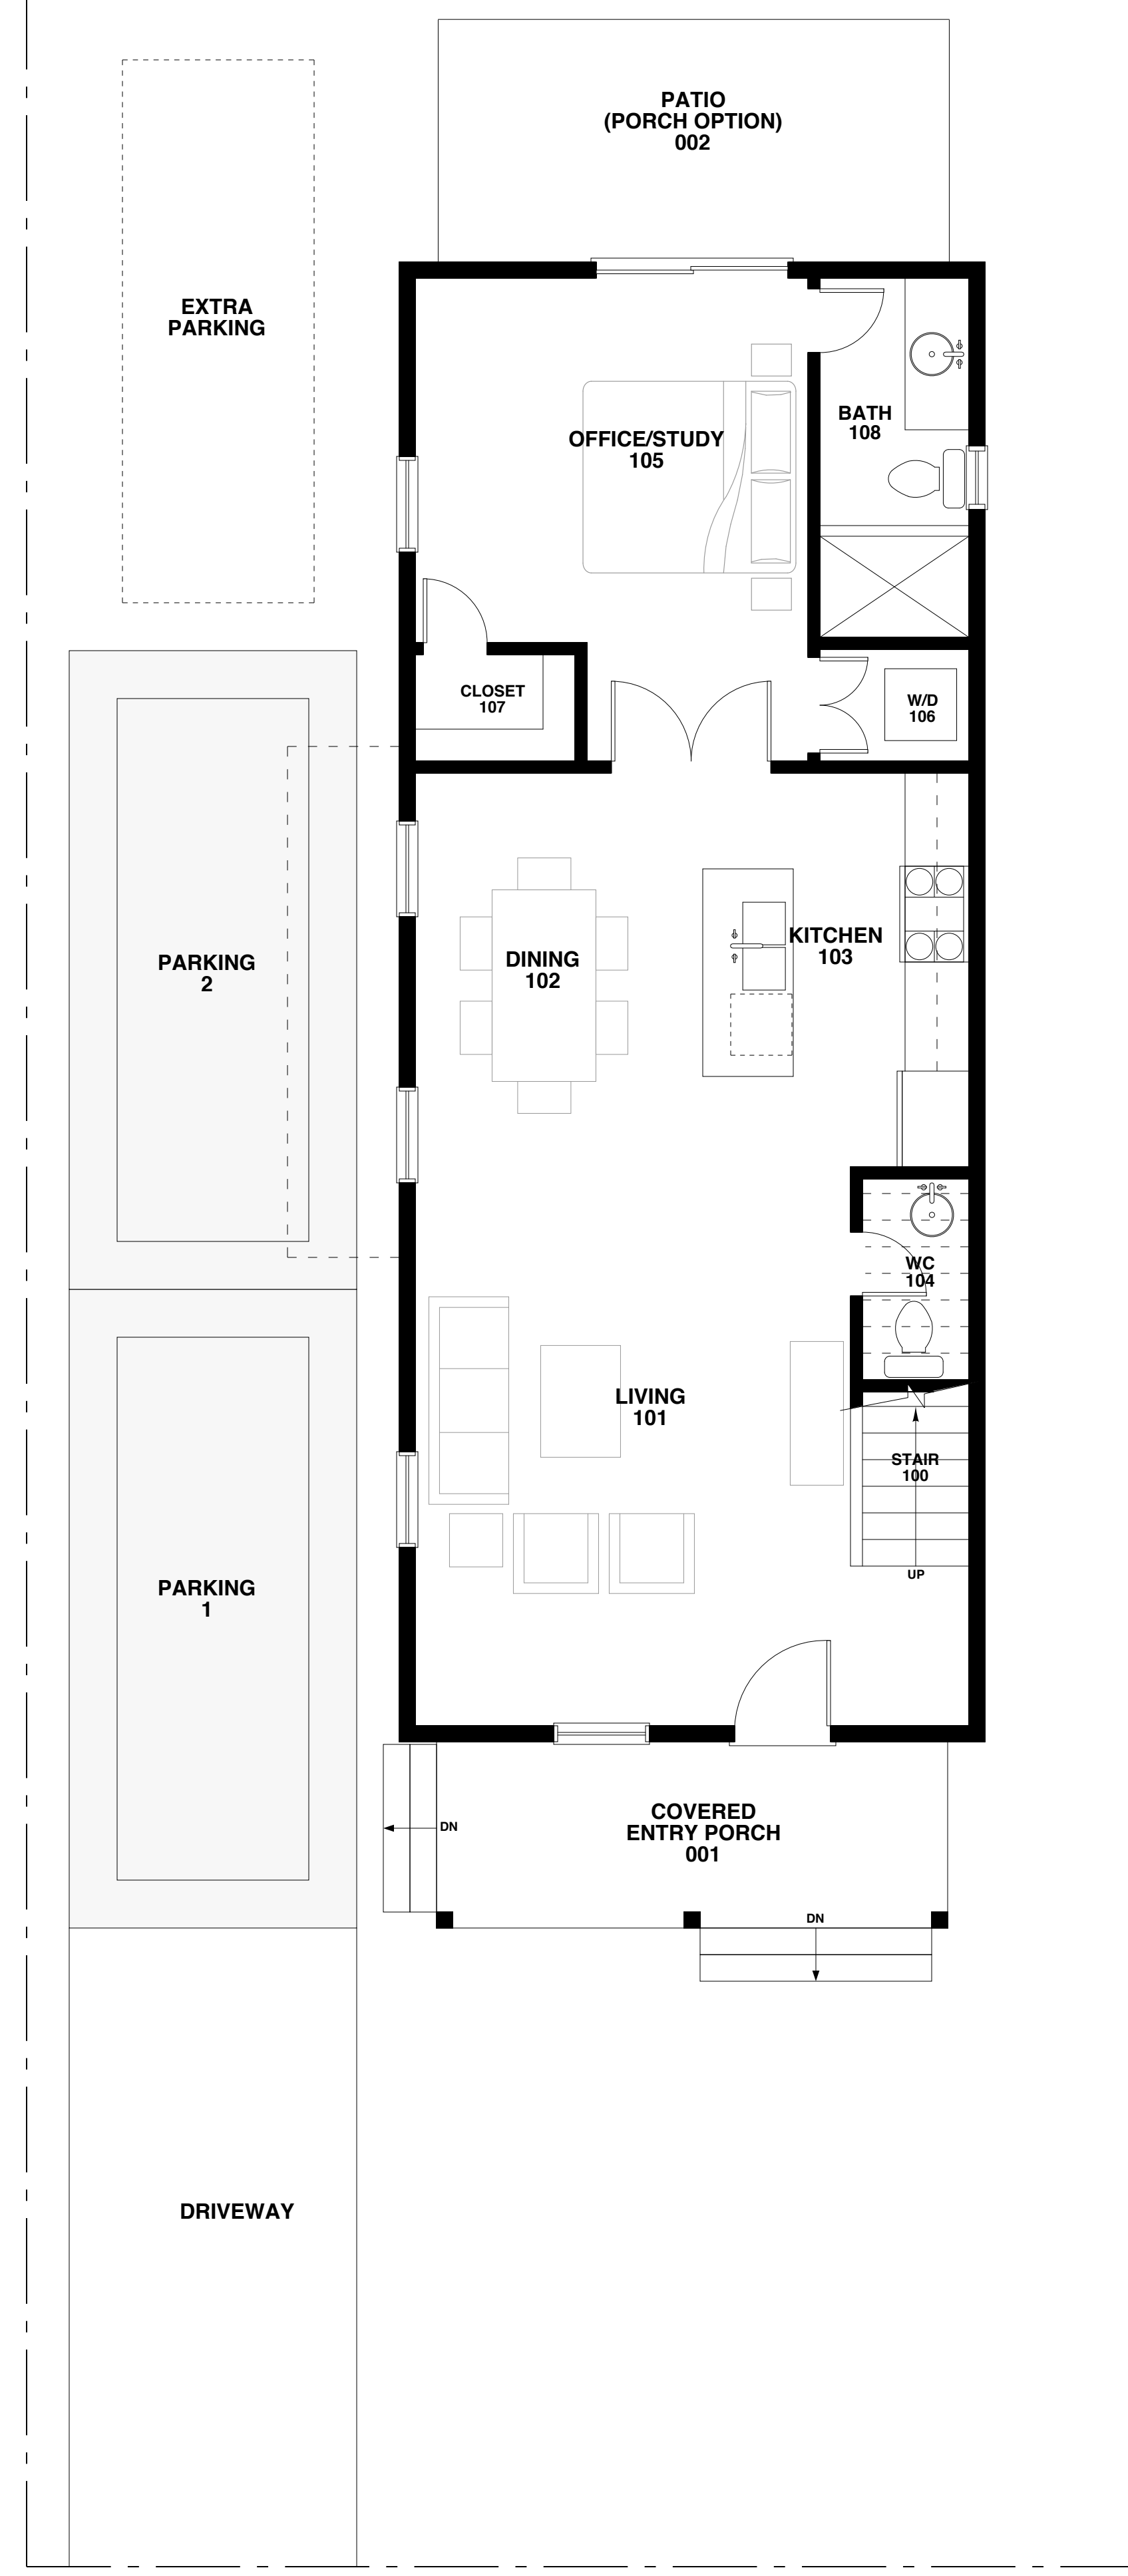 PATIO
(PORCH OPTION)
002
EXTRA
PARKING
BATH
108
OFFICE/STUDY
105
CLOSET
107
W/D
106
PARKING
2
DINING
102
KITCHEN
103
WC
104
LIVING
101
STAIR
100
UP
PARKING
1
COVERED
ENTRY PORCH
001
DN
DN
DRIVEWAY